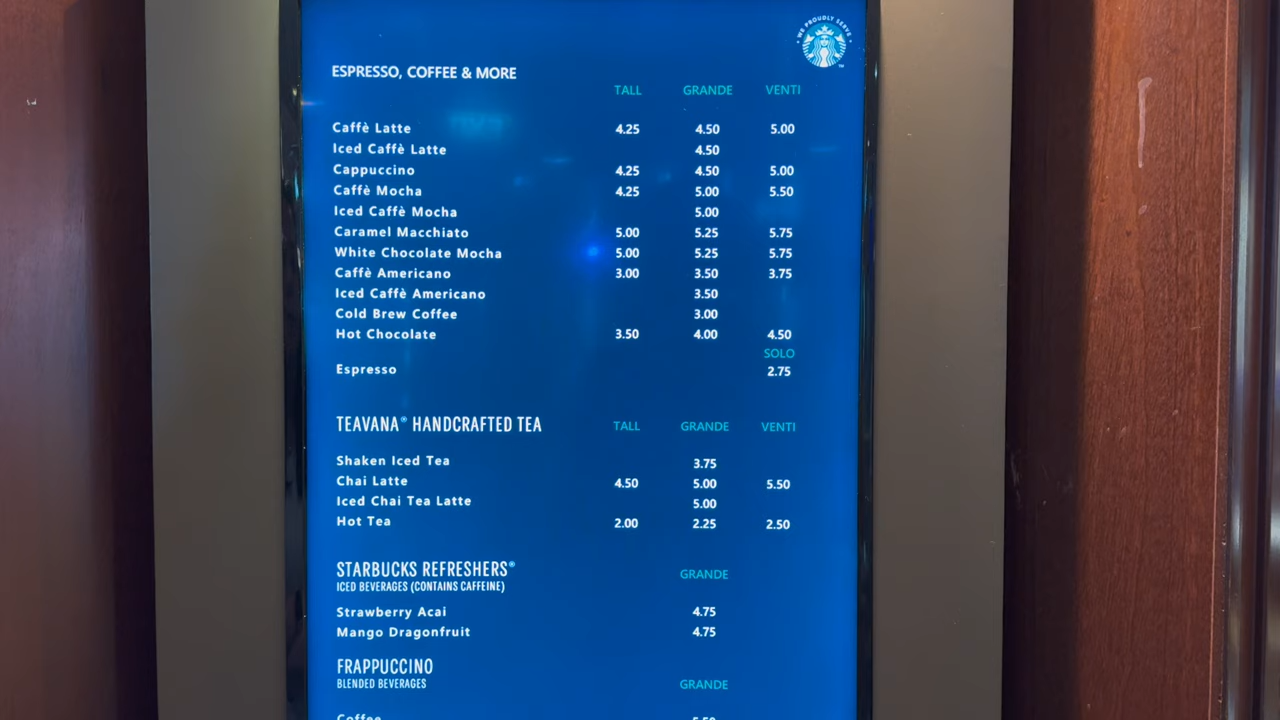 WE PROUDLY SERVE
TM
ESPRESSO, COFFEE & MORE
TALL GRANDE VENTI
Caffè Latte 4.25 4.50 5.00
Iced Caffè Latte 4.50
Cappuccino 4.25 4.50 5.00
Caffè Mocha 4.25 5.00 5.50
Iced Caffè Mocha 5.00
Caramel Macchiato 5.00 5.25 5.75
White Chocolate Mocha 5.00 5.25 5.75
Caffè Americano 3.00 3.50 3.75
Iced Caffè Americano 3.50
Cold Brew Coffee 3.00
Hot Chocolate 3.50 4.00 4.50
SOLO
Espresso 2.75
TEAVANA® HANDCRAFTED TEA TALL GRANDE VENTI
Shaken Iced Tea 3.75
Chai Latte 4.50 5.00 5.50
Iced Chai Tea Latte 5.00
Hot Tea 2.00 2.25 2.50
STARBUCKS REFRESHERS® GRANDE
ICED BEVERAGES (CONTAINS CAFFEINE)
Strawberry Acai 4.75
Mango Dragonfruit 4.75
FRAPPUCCINO
BLENDED BEVERAGES GRANDE
Coffee 5.50